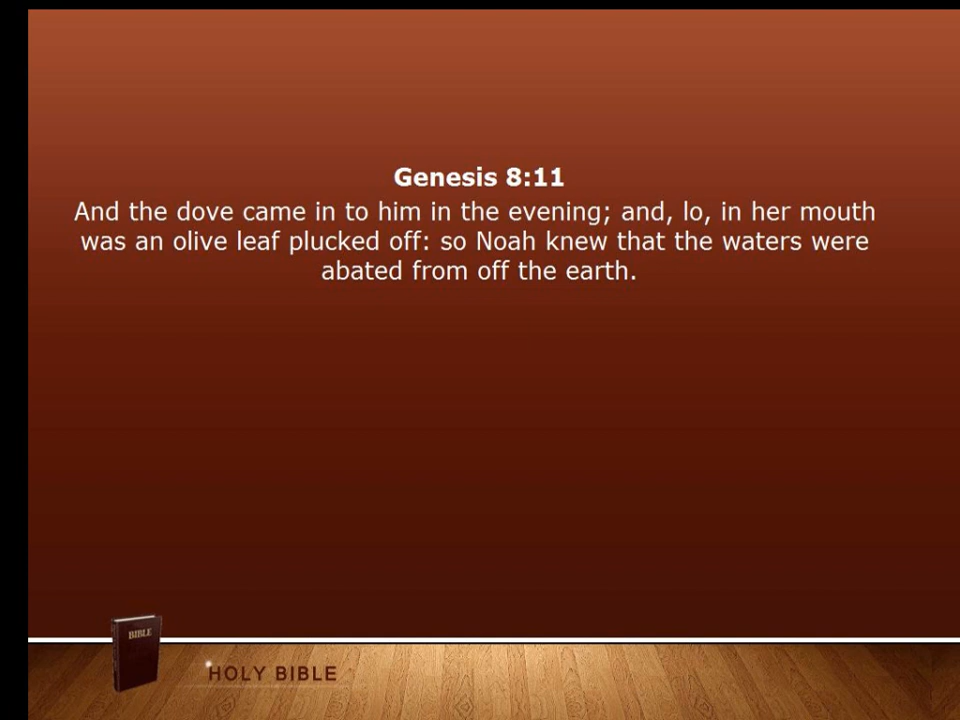 Genesis 8:11
And the dove came in to him in the evening; and, lo, in her mouth
was an olive leaf plucked off: so Noah knew that the waters were
abated from off the earth.
BIBLE
HOLY BIBLE